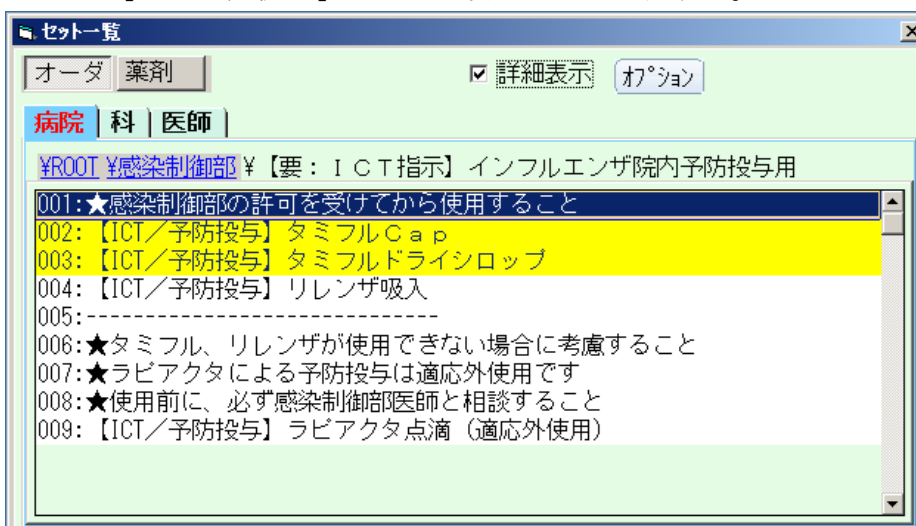 セット一覧
オーダ 薬剤 詳細表示 ｵﾌﾟｼｮﾝ
病院 科 医師
¥ROOT ¥感染制御部 ¥【要：ＩＣＴ指示】インフルエンザ院内予防投与用
001:★感染制御部の許可を受けてから使用すること
002:【ICT／予防投与】タミフルＣａｐ
003:【ICT／予防投与】タミフルドライシロップ
004:【ICT／予防投与】リレンザ吸入
005:------------------------------
006:★タミフル、リレンザが使用できない場合に考慮すること
007:★ラピアクタによる予防投与は適応外使用です
008:★使用前に、必ず感染制御部医師と相談すること
009:【ICT／予防投与】ラピアクタ点滴（適応外使用）